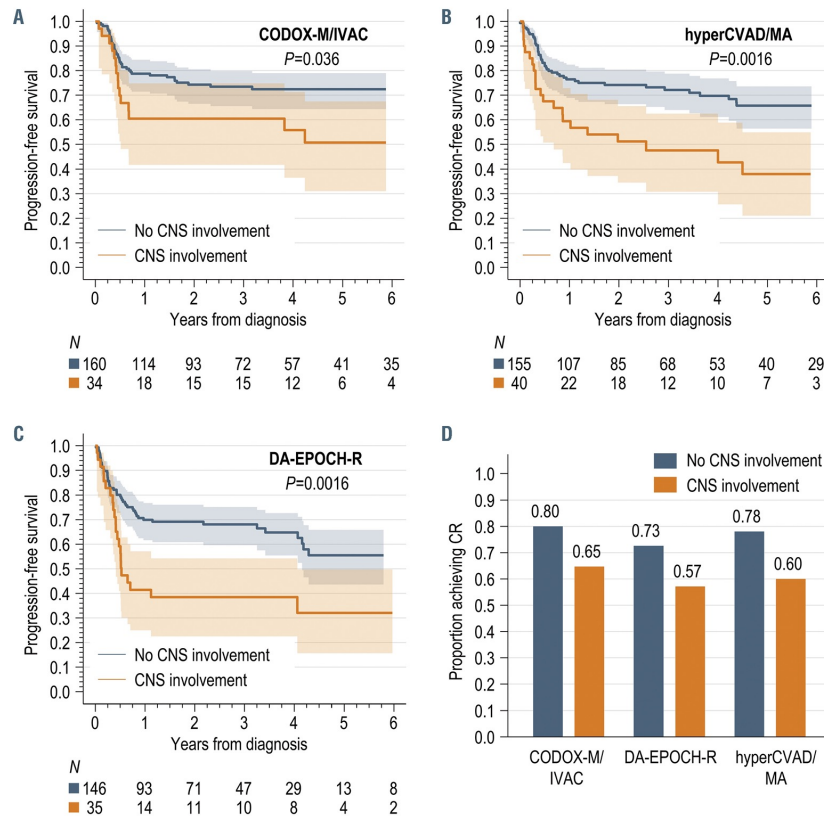 A
CODOX-M/IVAC
P=0.036
Progression-free survival
1.0
0.9
0.8
0.7
0.6
0.5
0.4
0.3
0.2
0.1
0.0
No CNS involvement
CNS involvement
0 1 2 3 4 5 6
Years from diagnosis
N
160 114 93 72 57 41 35
34 18 15 15 12 6 4
B
hyperCVAD/MA
P=0.0016
Progression-free survival
1.0
0.9
0.8
0.7
0.6
0.5
0.4
0.3
0.2
0.1
0.0
No CNS involvement
CNS involvement
0 1 2 3 4 5 6
Years from diagnosis
N
155 107 85 68 53 40 29
40 22 18 12 10 7 3
C
DA-EPOCH-R
P=0.0016
Progression-free survival
1.0
0.9
0.8
0.7
0.6
0.5
0.4
0.3
0.2
0.1
0.0
No CNS involvement
CNS involvement
0 1 2 3 4 5 6
Years from diagnosis
N
146 93 71 47 29 13 8
35 14 11 10 8 4 2
D
No CNS involvement
CNS involvement
Proportion achieving CR
1.0
0.9
0.8
0.7
0.6
0.5
0.4
0.3
0.2
0.1
0.0
0.80 0.65 0.73 0.57 0.78 0.60
CODOX-M/ DA-EPOCH-R hyperCVAD/
IVAC MA